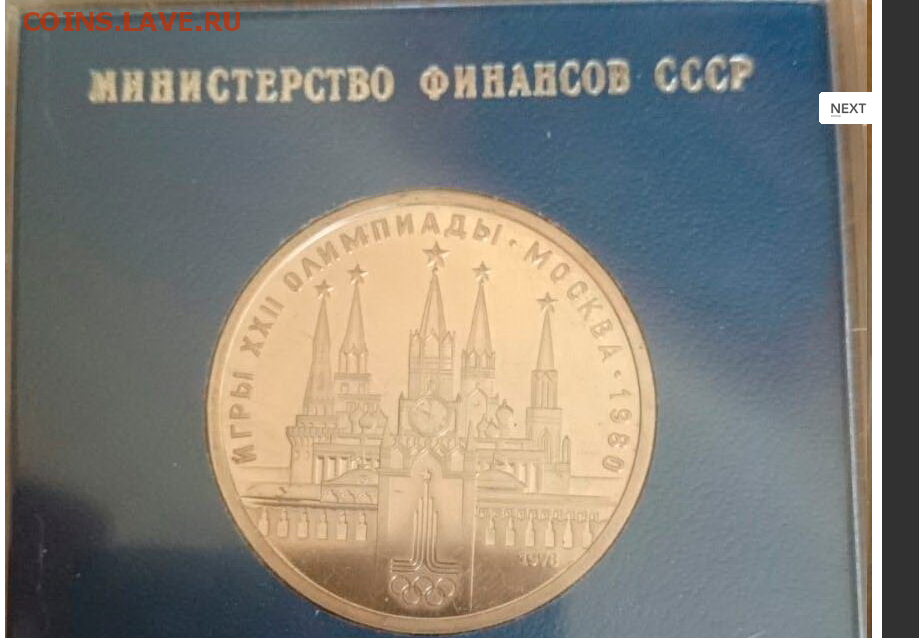 COINS.LAVE.RU
МИНИСТЕРСТВО ФИНАНСОВ СССР
NEXT
ИГРЫ XXII ОЛИМПИАДЫ · МОСКВА · 1980
1978